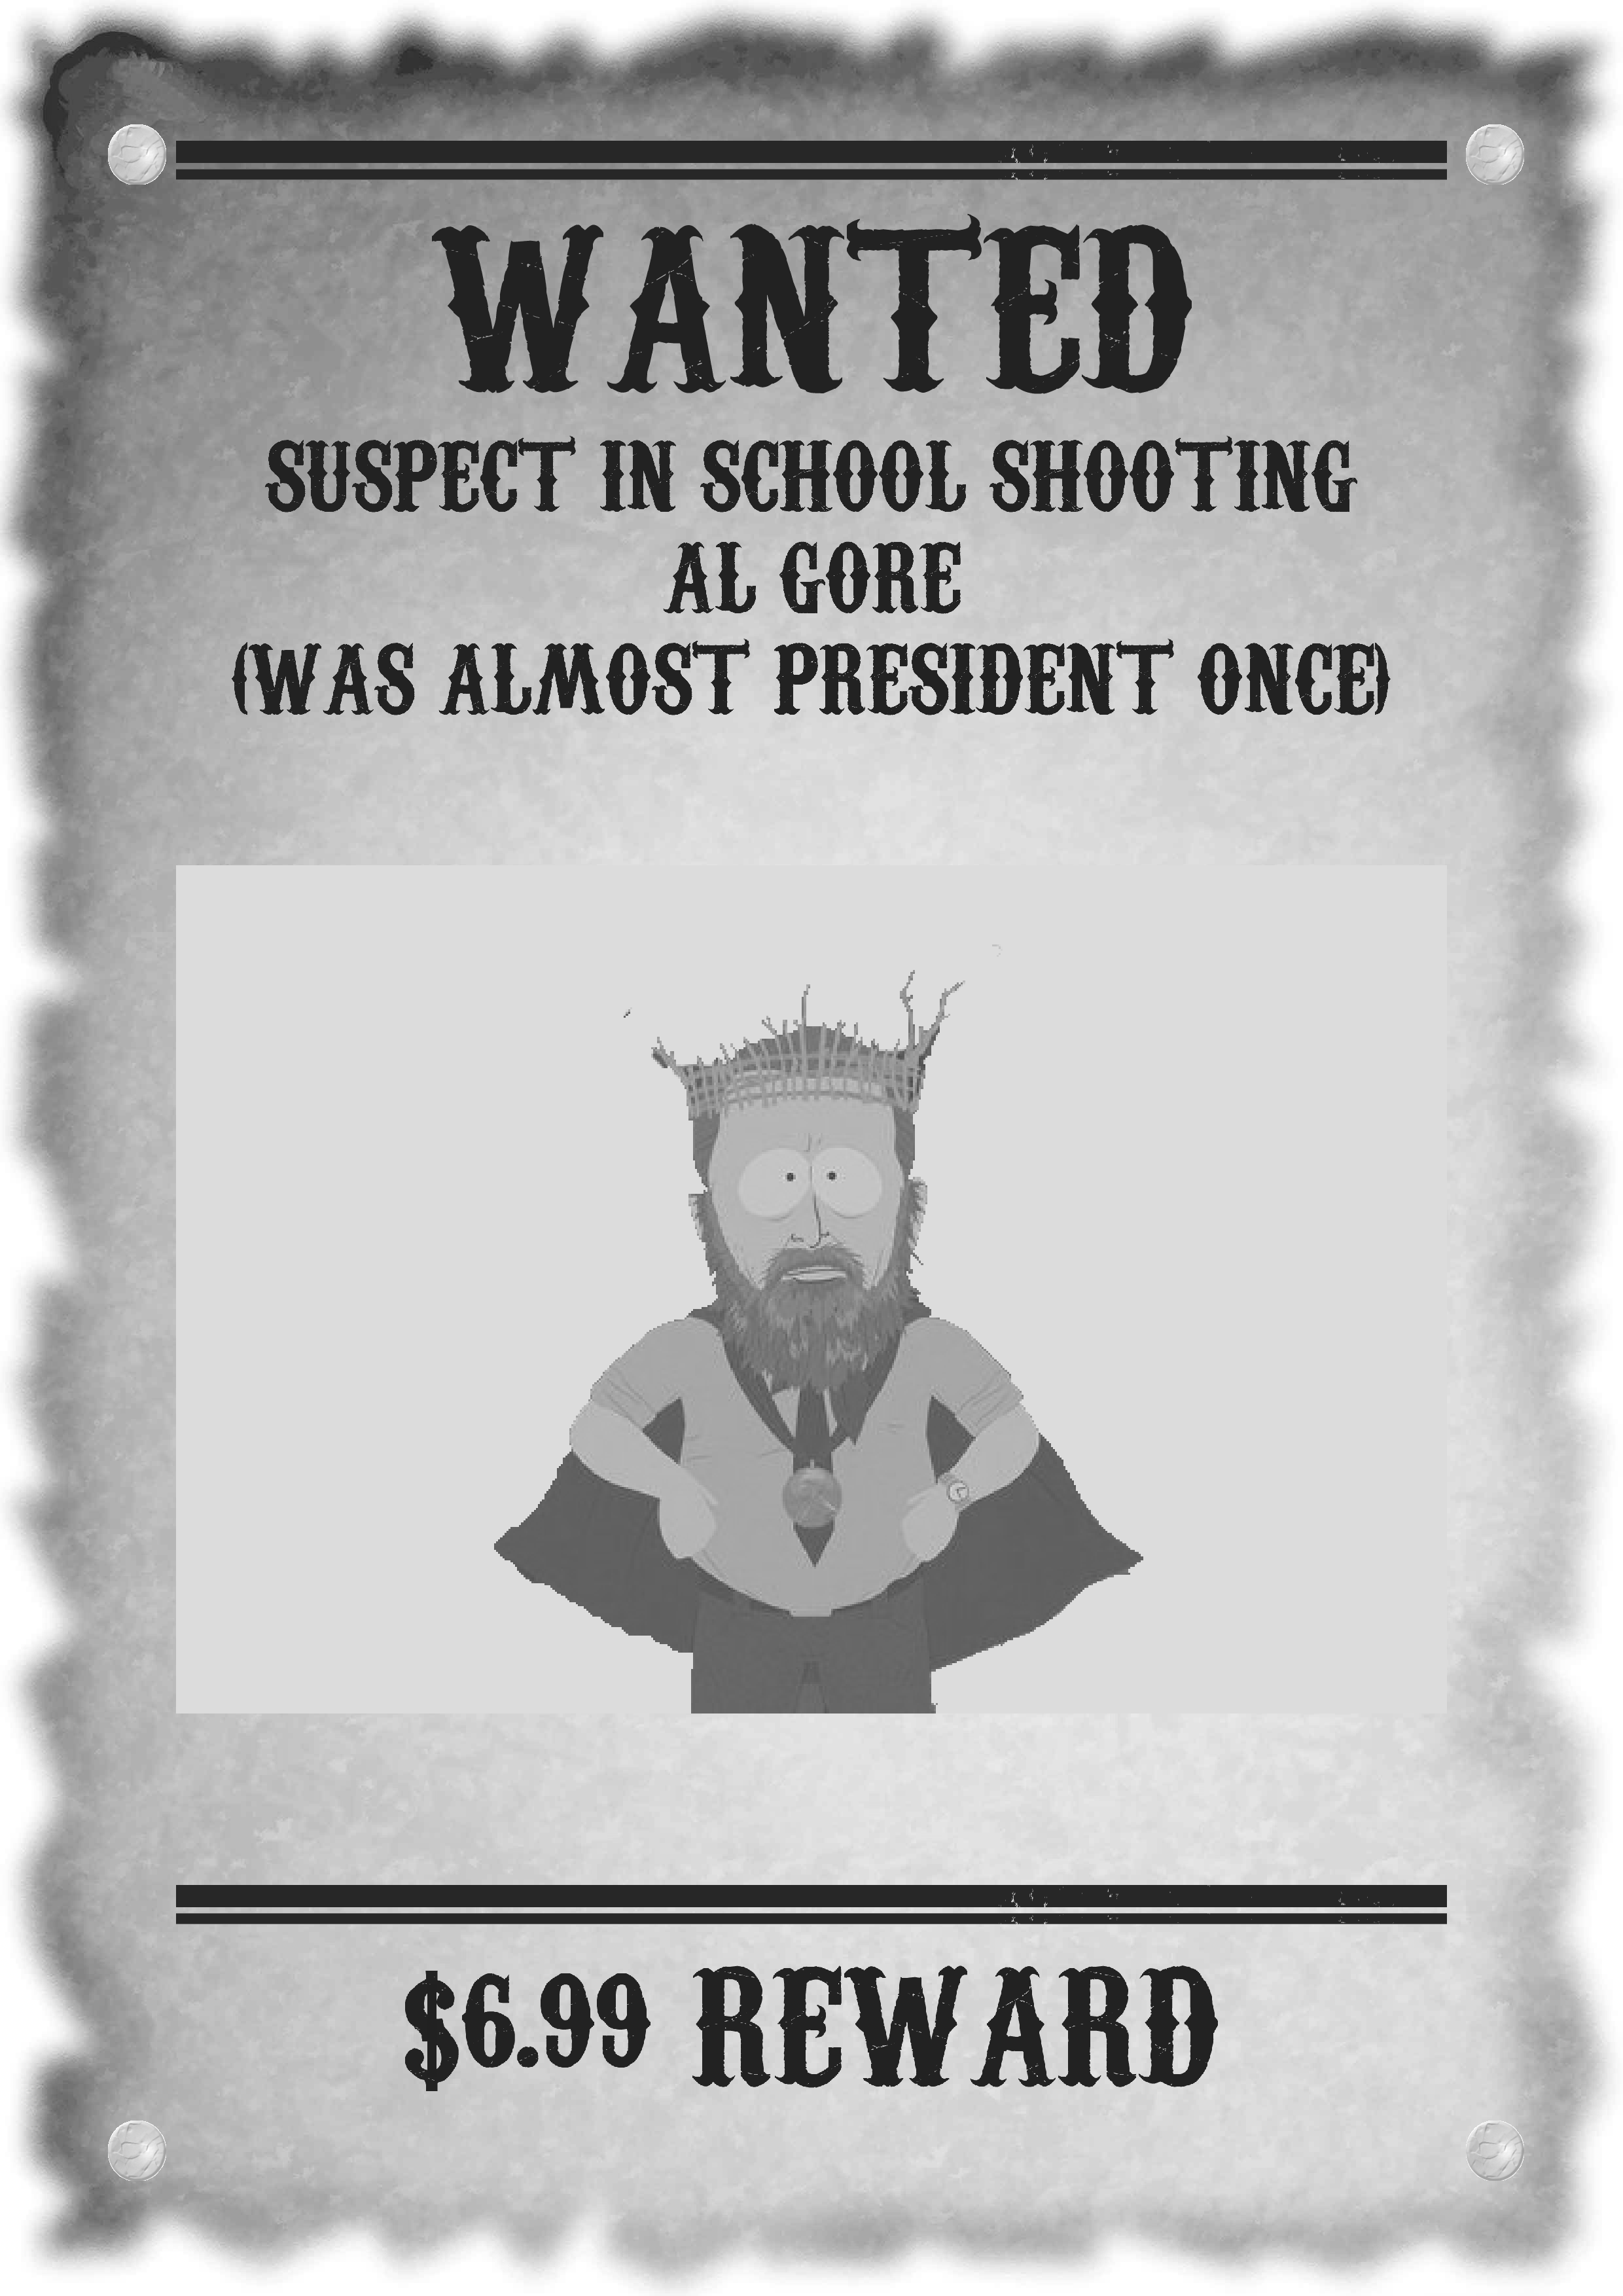 WANTED
SUSPECT IN SCHOOL SHOOTING
AL GORE
(WAS ALMOST PRESIDENT ONCE)
$6.99 REWARD